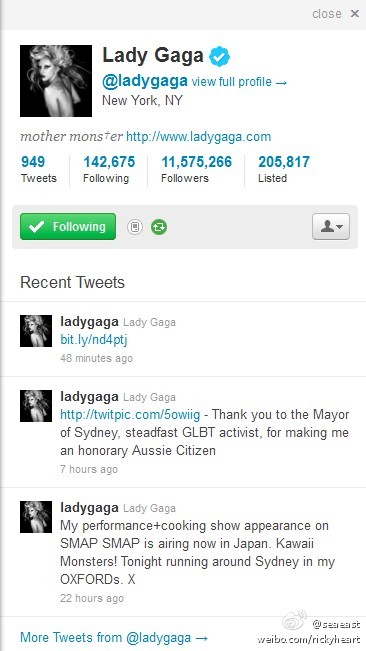 close ×
Lady Gaga
@ladygaga view full profile →
New York, NY
mother mons†er http://www.ladygaga.com
949 142,675 11,575,266 205,817
Tweets Following Followers Listed
Following
Recent Tweets
ladygaga Lady Gaga
bit.ly/nd4ptj
48 minutes ago
ladygaga Lady Gaga
http://twitpic.com/5owiig - Thank you to the Mayor
of Sydney, steadfast GLBT activist, for making me
an honorary Aussie Citizen
7 hours ago
ladygaga Lady Gaga
My performance+cooking show appearance on
SMAP SMAP is airing now in Japan. Kawaii
Monsters! Tonight running around Sydney in my
OXFORDs. X
22 hours ago
More Tweets from @ladygaga →
@seaeast
weibo.com/rickyheart